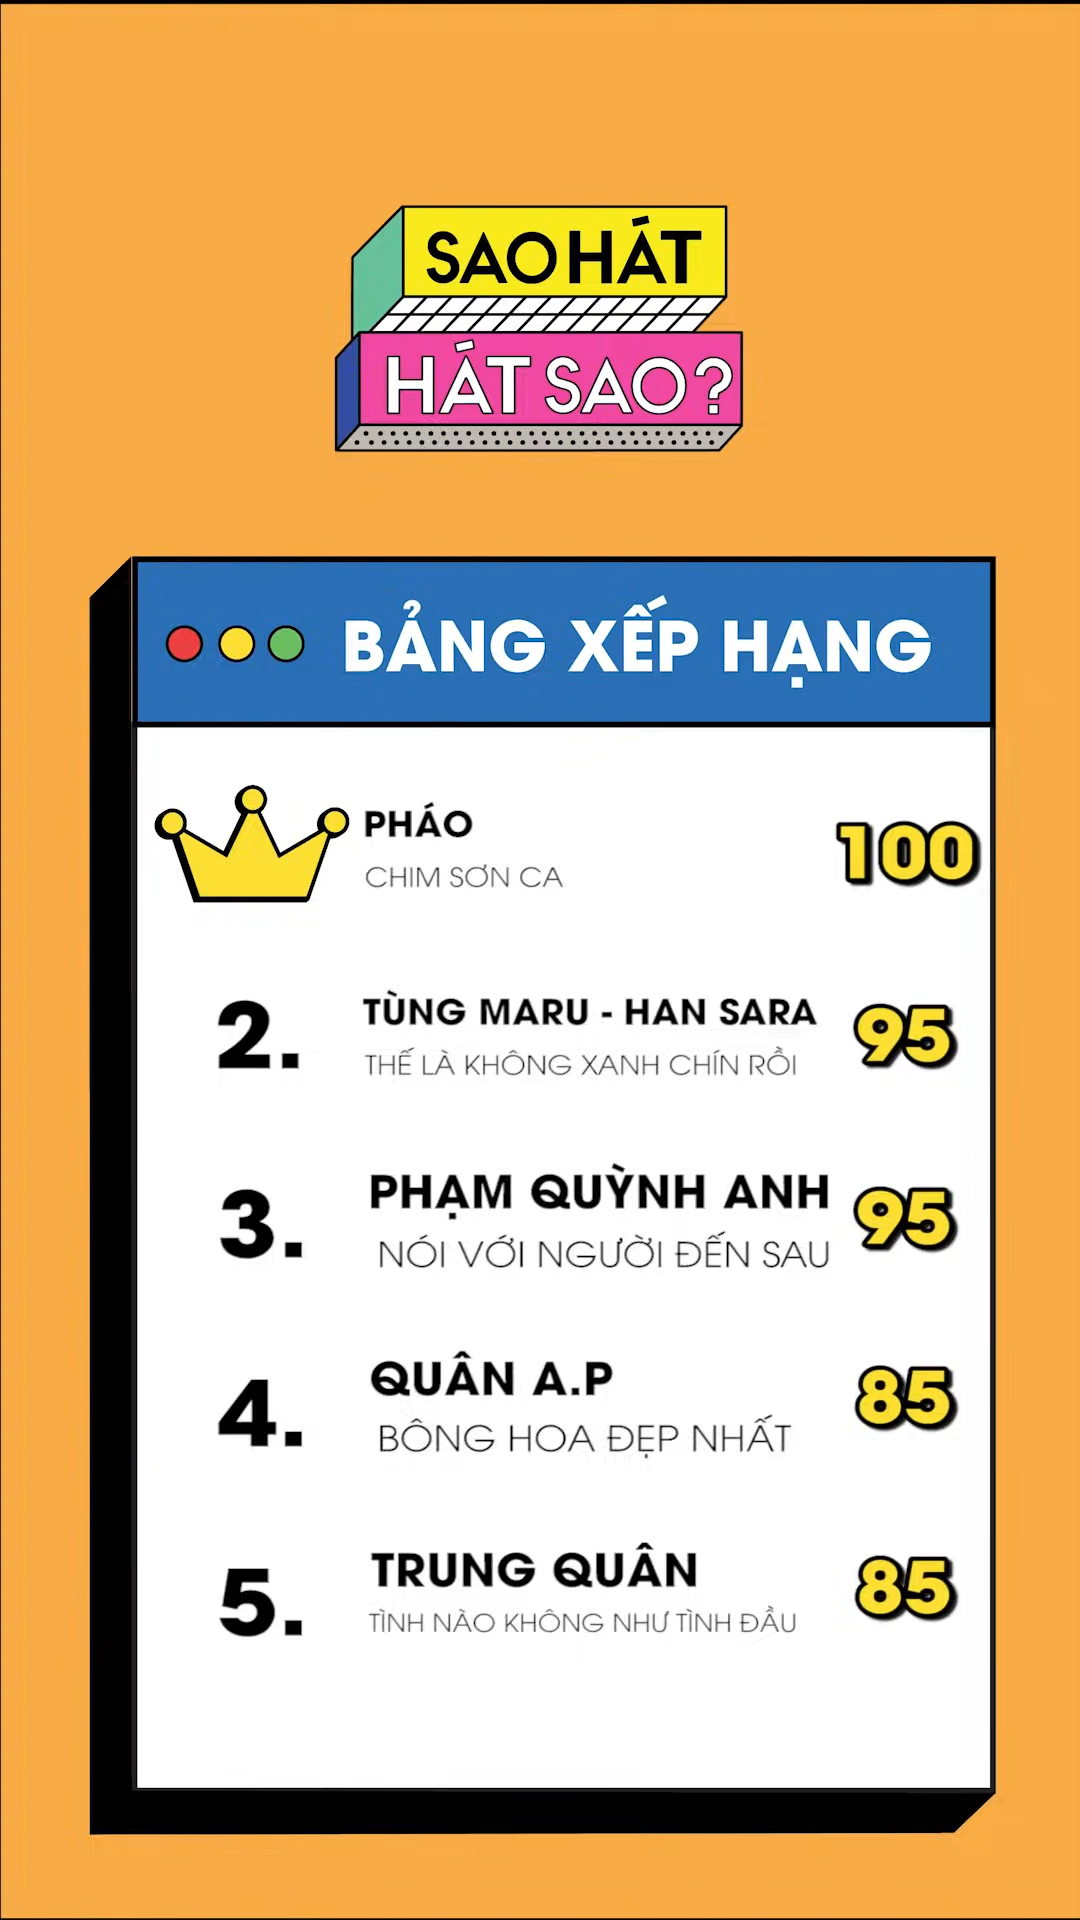 SAO HÁT
HÁT SAO?
BẢNG XẾP HẠNG
PHÁO
CHIM SƠN CA
100
2.
TÙNG MARU - HAN SARA
THẾ LÀ KHÔNG XANH CHÍN RỒI
95
3.
PHẠM QUỲNH ANH
NÓI VỚI NGƯỜI ĐẾN SAU
95
4.
QUÂN A.P
BÔNG HOA ĐẸP NHẤT
85
5.
TRUNG QUÂN
TÌNH NÀO KHÔNG NHƯ TÌNH ĐẦU
85